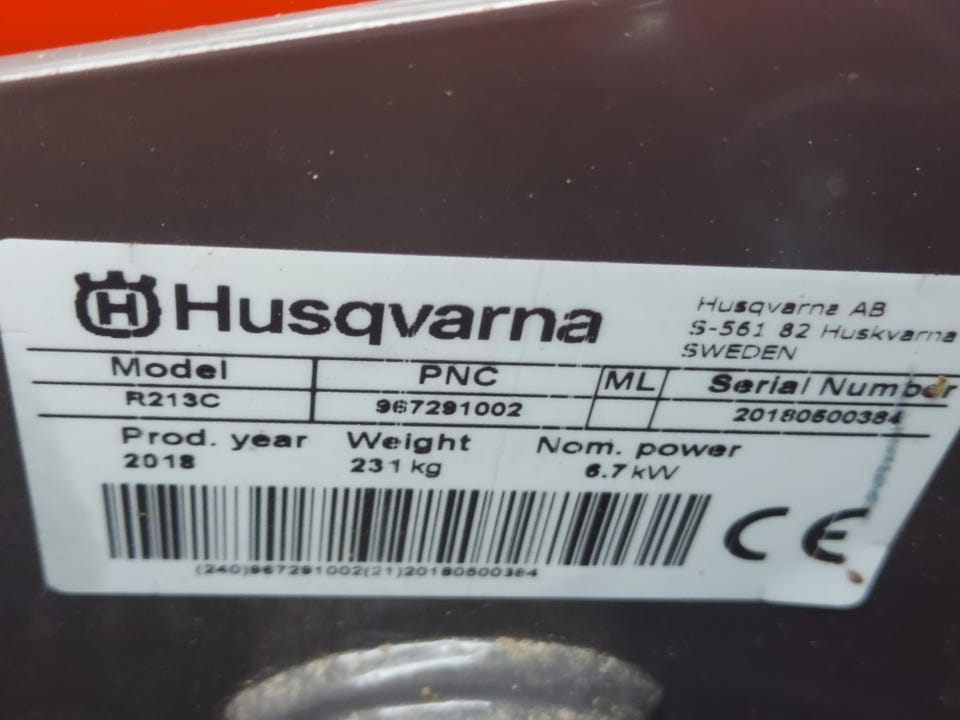 H Husqvarna
Husqvarna AB
S-561 82 Huskvarna
SWEDEN
Model PNC ML Serial Number
R213C 967291002 20180500384
Prod. year Weight Nom. power
2018 231 kg 6.7 kW
(240)967291002(21)20180500384
CE